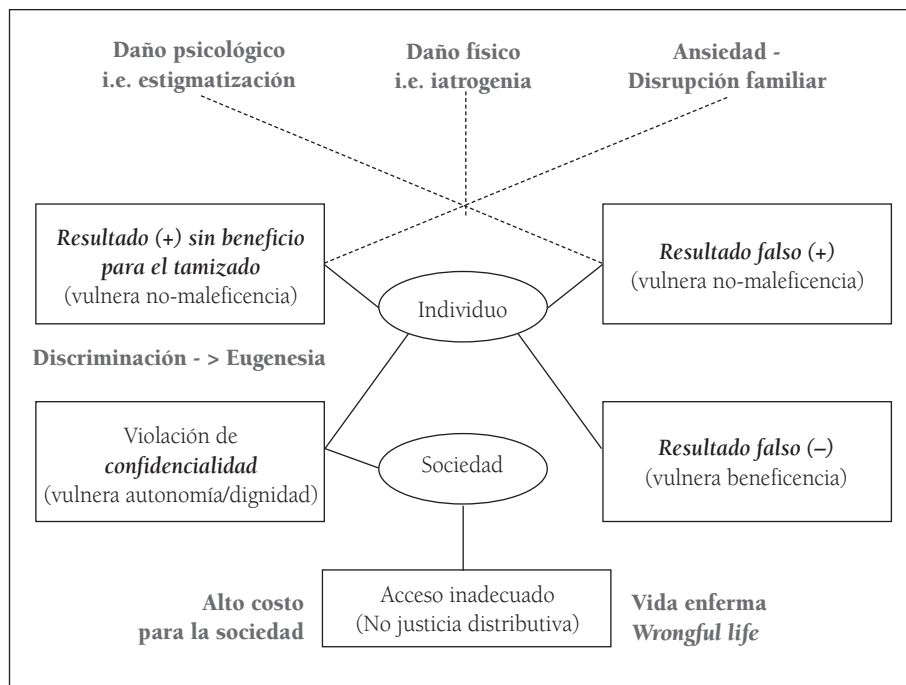 Daño psicológico
i.e. estigmatización
Daño físico
i.e. iatrogenia
Ansiedad -
Disrupción familiar
Resultado (+) sin beneficio
para el tamizado
(vulnera no-maleficencia)
Individuo
Resultado falso (+)
(vulnera no-maleficencia)
Discriminación - > Eugenesia
Violación de
confidencialidad
(vulnera autonomía/dignidad)
Sociedad
Resultado falso (–)
(vulnera beneficencia)
Alto costo
para la sociedad
Acceso inadecuado
(No justicia distributiva)
Vida enferma
Wrongful life